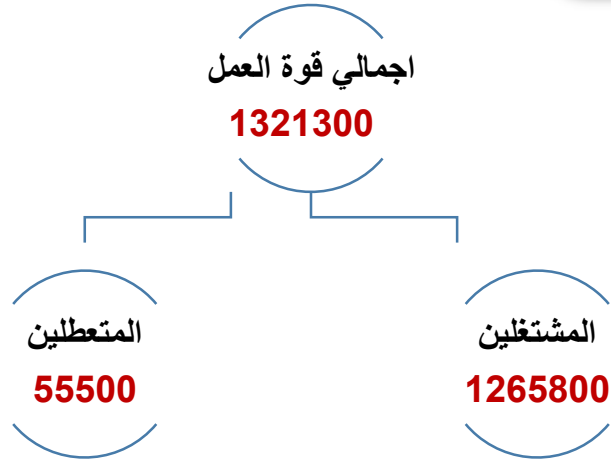 اجمالي قوة العمل
1321300
المشتغلين
1265800
المتعطلين
55500